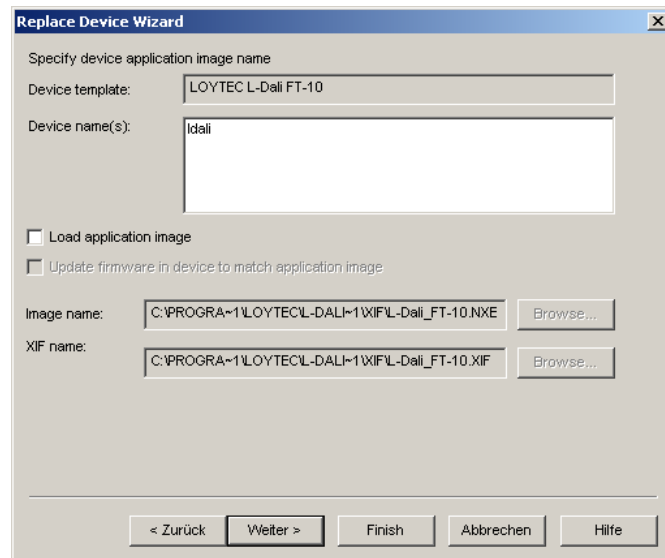 Replace Device Wizard
Specify device application image name
Device template:
LOYTEC L-Dali FT-10
Device name(s):
ldali
Load application image
Update firmware in device to match application image
Image name:
C:\PROGRA~1\LOYTEC\L-DALI~1\XIF\L-Dali_FT-10.NXE
Browse...
XIF name:
C:\PROGRA~1\LOYTEC\L-DALI~1\XIF\L-Dali_FT-10.XIF
Browse...
< Zurück
Weiter >
Finish
Abbrechen
Hilfe